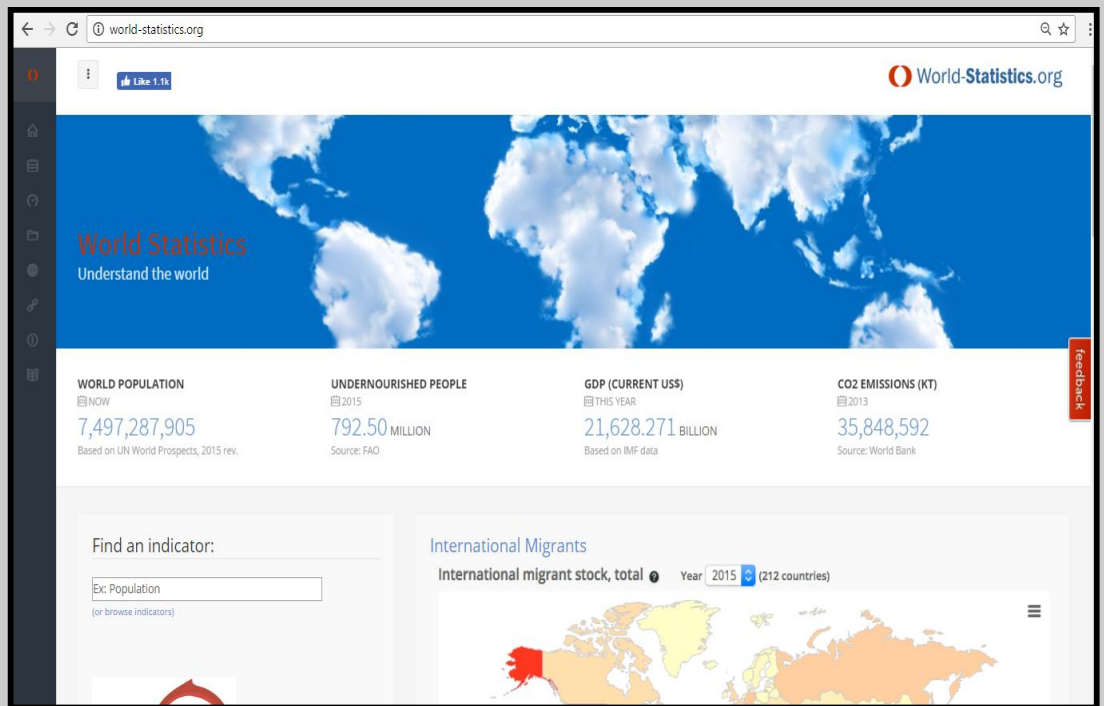 world-statistics.org
Like 1.1k
World-Statistics.org
World Statistics
Understand the world
feedback
WORLD POPULATION
NOW
7,497,287,905
Based on UN World Prospects, 2015 rev.
UNDERNOURISHED PEOPLE
2015
792.50 MILLION
Source: FAO
GDP (CURRENT US$)
THIS YEAR
21,628.271 BILLION
Based on IMF data
CO2 EMISSIONS (KT)
2013
35,848,592
Source: World Bank
Find an indicator:
Ex: Population
(or browse indicators)
International Migrants
International migrant stock, total ? Year 2015 (212 countries)